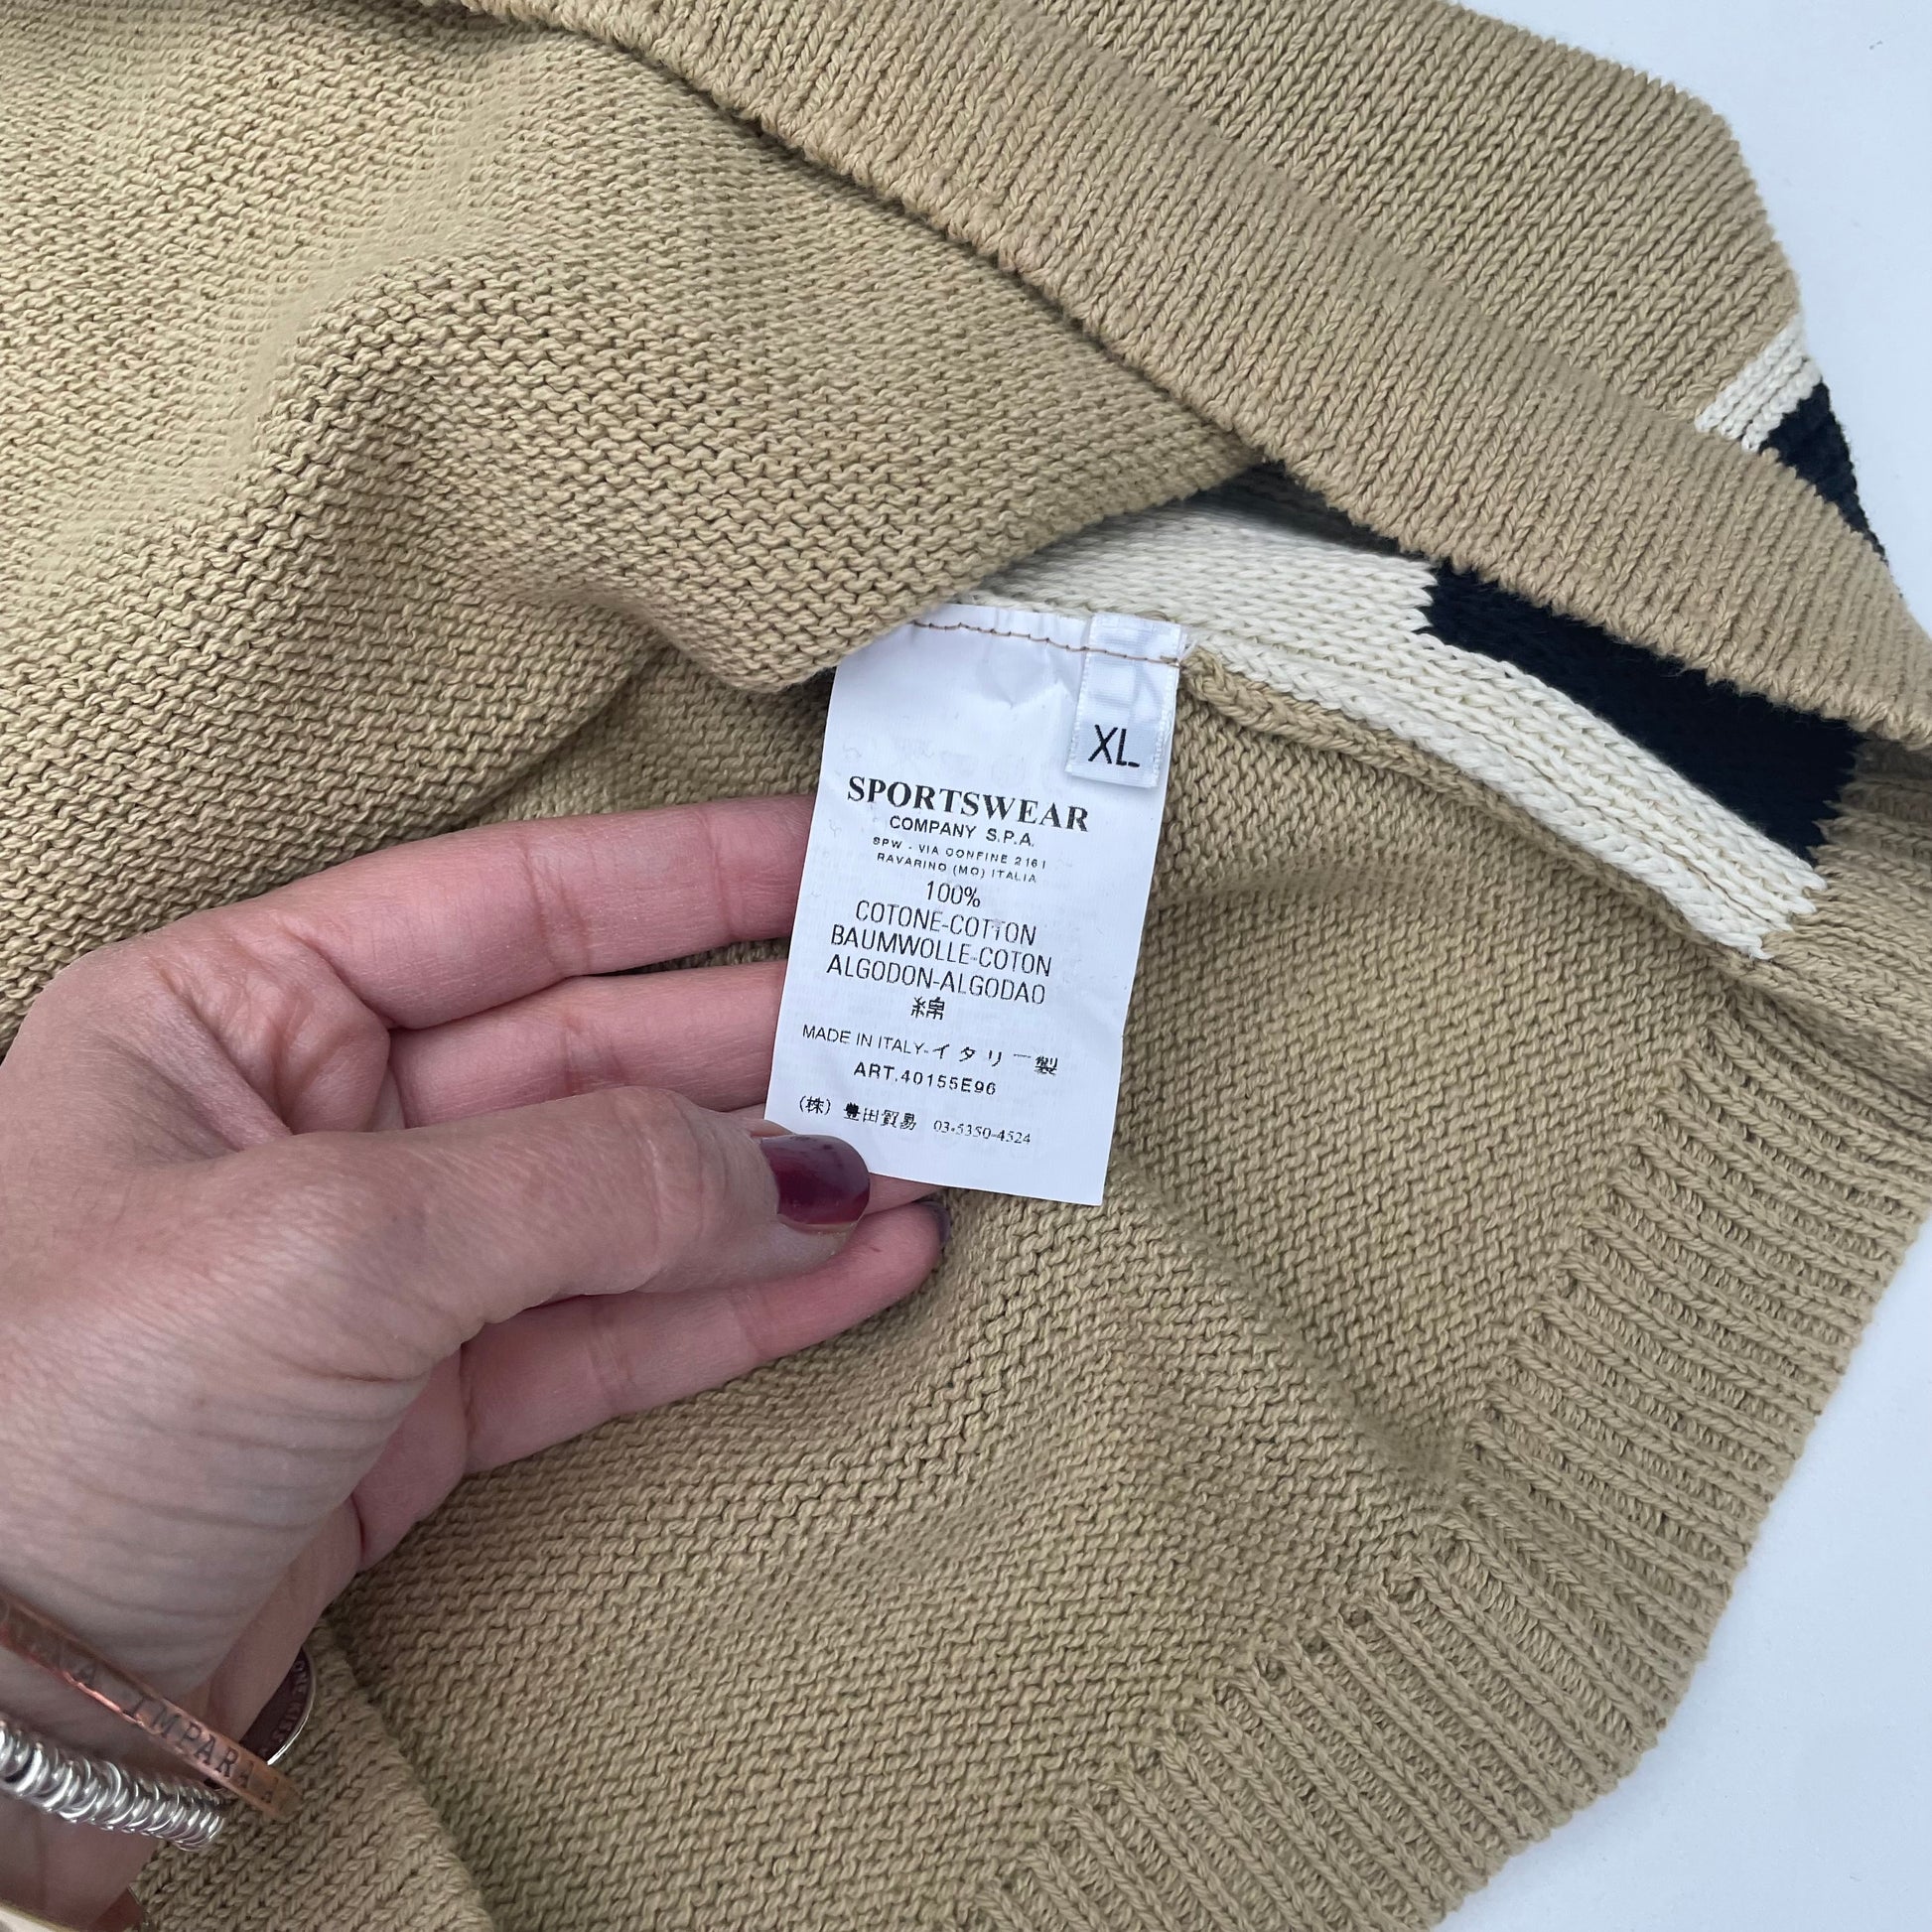 XL
SPORTSWEAR
COMPANY S.P.A.
SPW - VIA CONFINE 2161
RAVARINO (MO) ITALIA
100%
COTONE-COTTON
BAUMWOLLE-COTON
ALGODON-ALGODAO
綿
MADE IN ITALY-イタリー製
ART.40155E96
(株) 豊田貿易 03-5350-4524
IMPARA